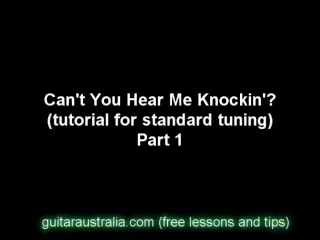 Can't You Hear Me Knockin'?
(tutorial for standard tuning)
Part 1
guitaraustralia.com (free lessons and tips)